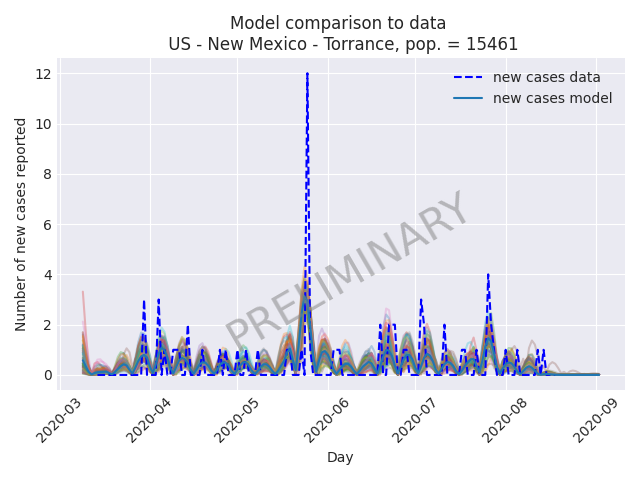 Model comparison to data
US - New Mexico - Torrance, pop. = 15461
new cases data
new cases model
PRELIMINARY
Number of new cases reported
12
10
8
6
4
2
0
2020-03
2020-04
2020-05
2020-06
2020-07
2020-08
2020-09
Day